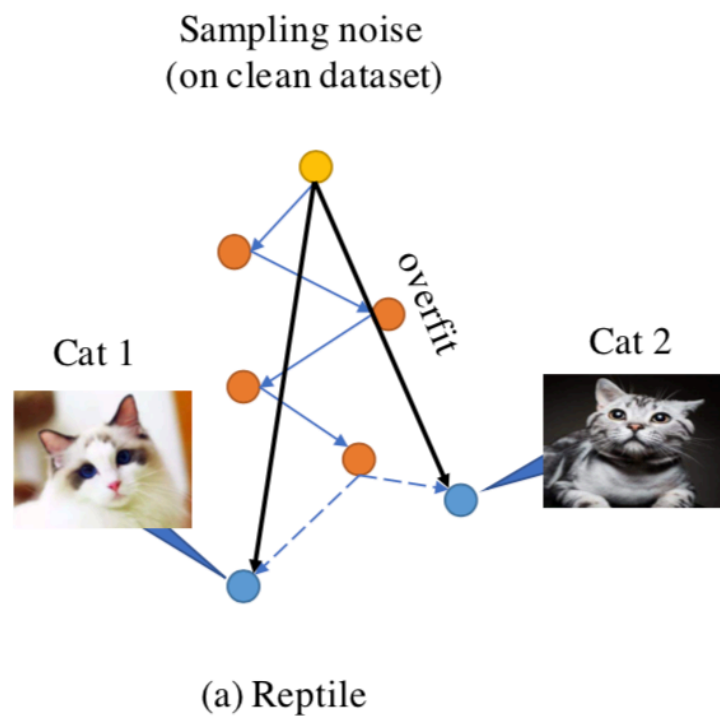 Sampling noise
(on clean dataset)
overfit
Cat 1
Cat 2
(a) Reptile